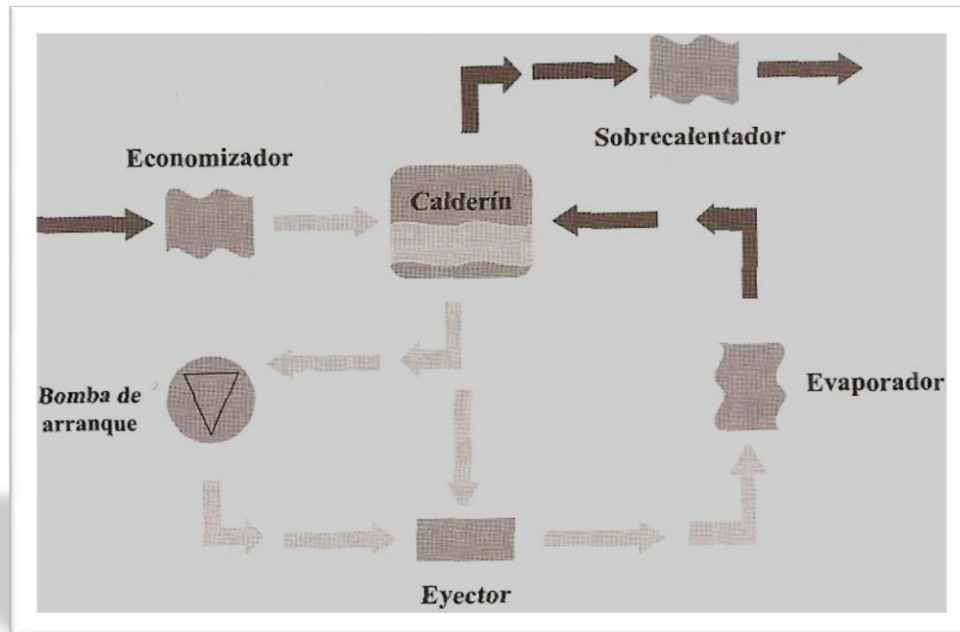 Sobrecalentador
Economizador
Calderín
Evaporador
Bomba de
arranque
Eyector